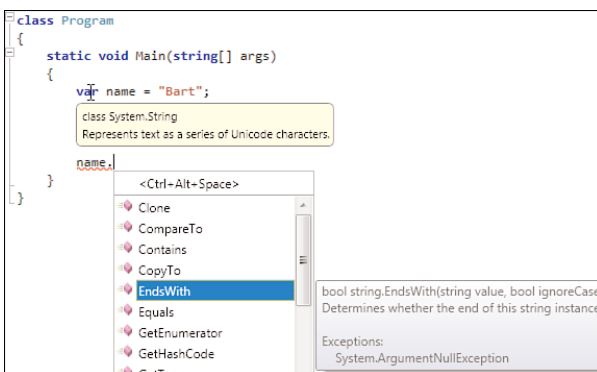 class Program
{
static void Main(string[] args)
{
var name = "Bart";
class System.String
Represents text as a series of Unicode characters.
name.
}
}
<Ctrl+Alt+Space>
Clone
CompareTo
Contains
CopyTo
EndsWith
Equals
GetEnumerator
GetHashCode
bool string.EndsWith(string value, bool ignoreCase
Determines whether the end of this string instance
Exceptions:
System.ArgumentNullException